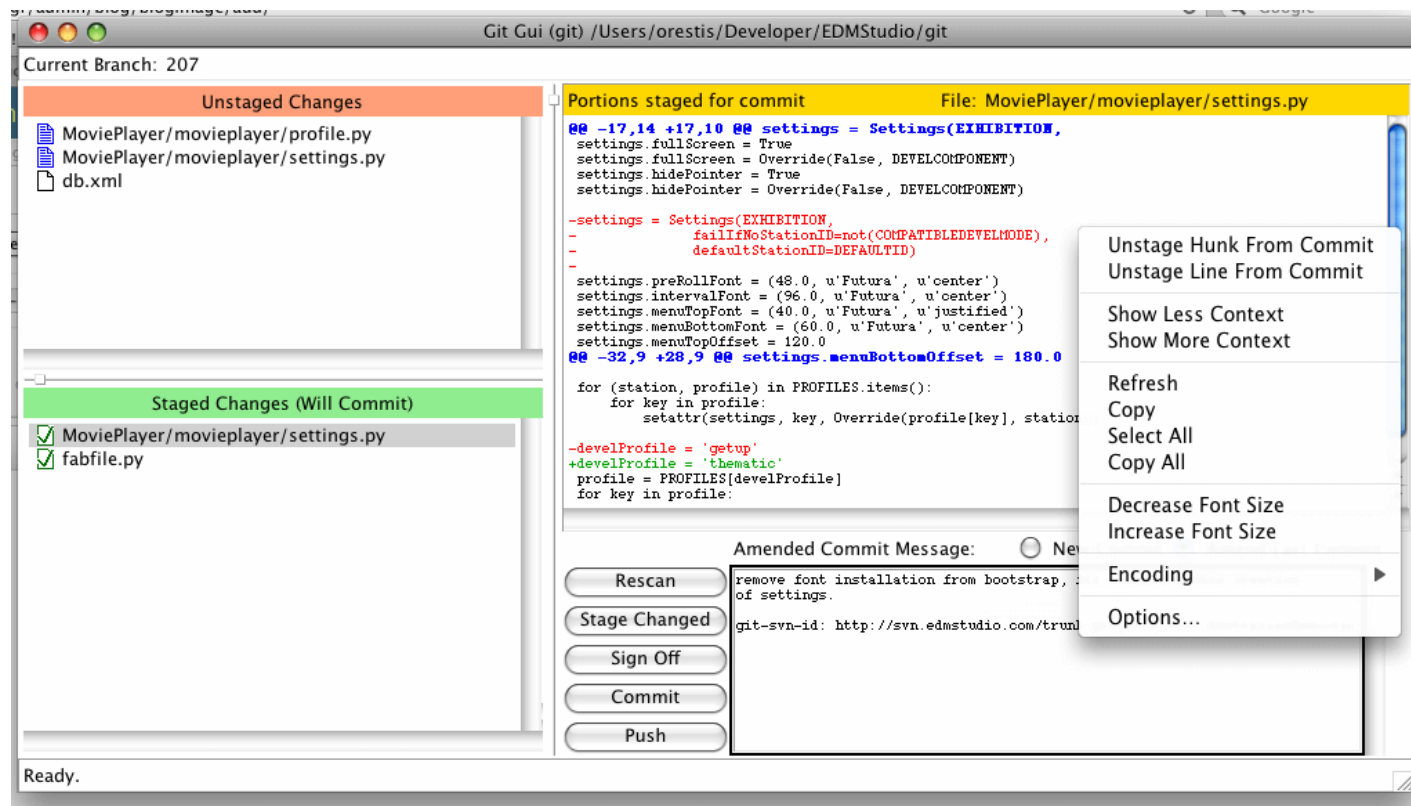 Google
Git Gui (git) /Users/orestis/Developer/EDMStudio/git
Current Branch: 207
Unstaged Changes
MoviePlayer/movieplayer/profile.py
MoviePlayer/movieplayer/settings.py
db.xml
Staged Changes (Will Commit)
MoviePlayer/movieplayer/settings.py
fabfile.py
Portions staged for commit File: MoviePlayer/movieplayer/settings.py
@@ -17,14 +17,10 @@ settings = Settings(EXHIBITION,
settings.fullScreen = True
settings.fullScreen = Override(False, DEVELCOMPONENT)
settings.hidePointer = True
settings.hidePointer = Override(False, DEVELCOMPONENT)
-settings = Settings(EXHIBITION,
- failIfNoStationID=not(COMPATIBLEDEVELMODE),
- defaultStationID=DEFAULTID)
-
settings.preRollFont = (48.0, u'Futura', u'center')
settings.intervalFont = (96.0, u'Futura', u'center')
settings.menuTopFont = (40.0, u'Futura', u'justified')
settings.menuBottomFont = (60.0, u'Futura', u'center')
settings.menuTopOffset = 120.0
@@ -32,9 +28,9 @@ settings.menuBottomOffset = 180.0
for (station, profile) in PROFILES.items():
for key in profile:
setattr(settings, key, Override(profile[key], station
-develProfile = 'getup'
+develProfile = 'thematic'
profile = PROFILES[develProfile]
for key in profile:
Unstage Hunk From Commit
Unstage Line From Commit
Show Less Context
Show More Context
Refresh
Copy
Select All
Copy All
Decrease Font Size
Increase Font Size
Encoding
Options...
Amended Commit Message:
Rescan
Stage Changed
Sign Off
Commit
Push
remove font installation from bootstrap,
of settings.
git-svn-id: http://svn.edmstudio.com/trun
Ready.